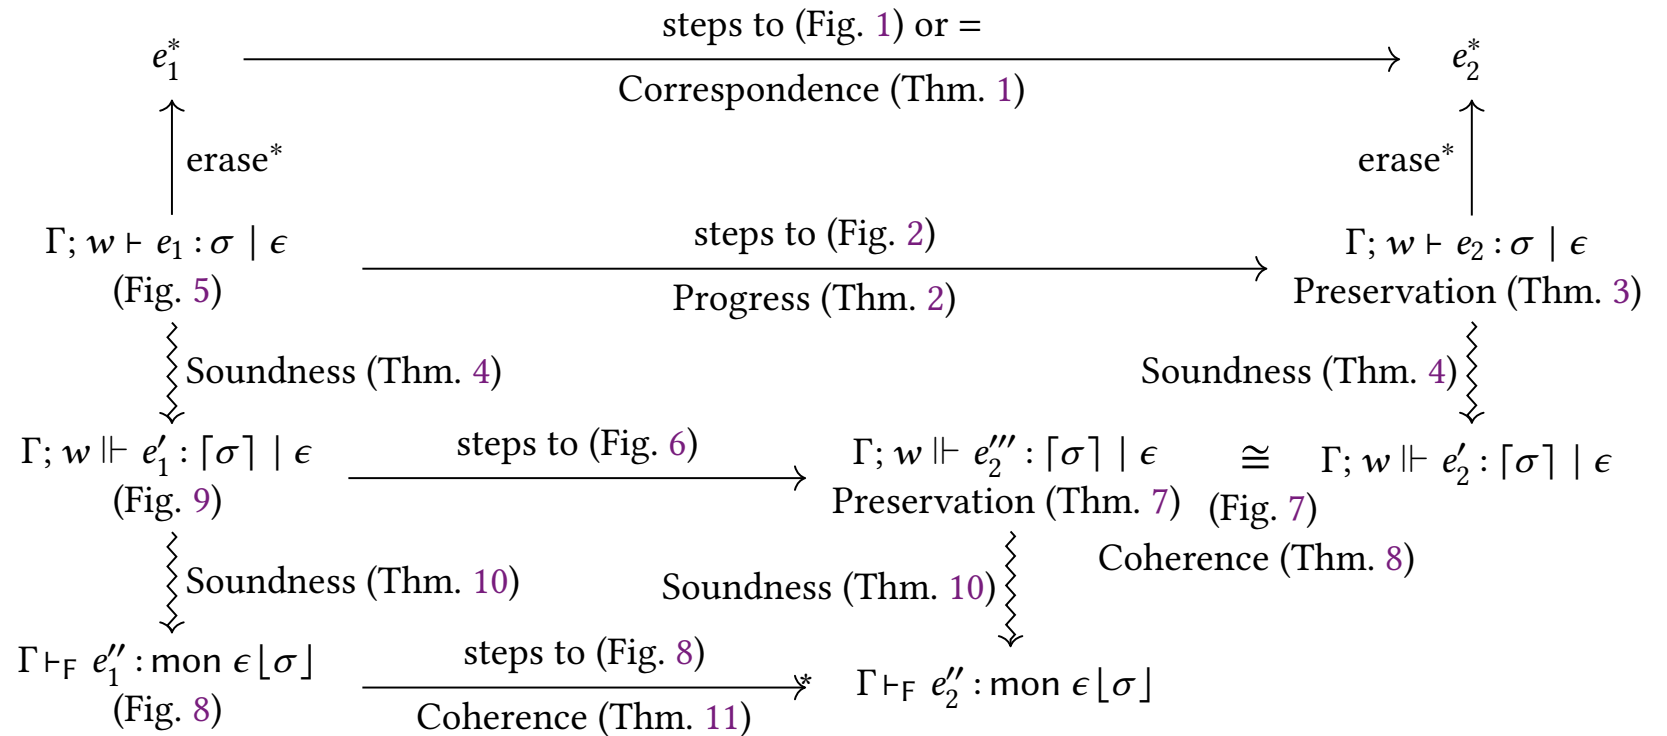 steps to (Fig. 1) or =
e₁* e₂*
Correspondence (Thm. 1)
erase* erase*
Γ; w ⊢ e₁ : σ | ϵ steps to (Fig. 2) Γ; w ⊢ e₂ : σ | ϵ
(Fig. 5) Progress (Thm. 2) Preservation (Thm. 3)
Soundness (Thm. 4) Soundness (Thm. 4)
Γ; w ⊩ e₁′ : ⌈σ⌉ | ϵ steps to (Fig. 6) Γ; w ⊩ e₂‴ : ⌈σ⌉ | ϵ ≅ Γ; w ⊩ e₂′ : ⌈σ⌉ | ϵ
(Fig. 9) Preservation (Thm. 7) (Fig. 7)
Coherence (Thm. 8)
Soundness (Thm. 10) Soundness (Thm. 10)
Γ ⊢F e₁″ : mon ϵ ⌊σ⌋ steps to (Fig. 8) * Γ ⊢F e₂″ : mon ϵ ⌊σ⌋
(Fig. 8) Coherence (Thm. 11)